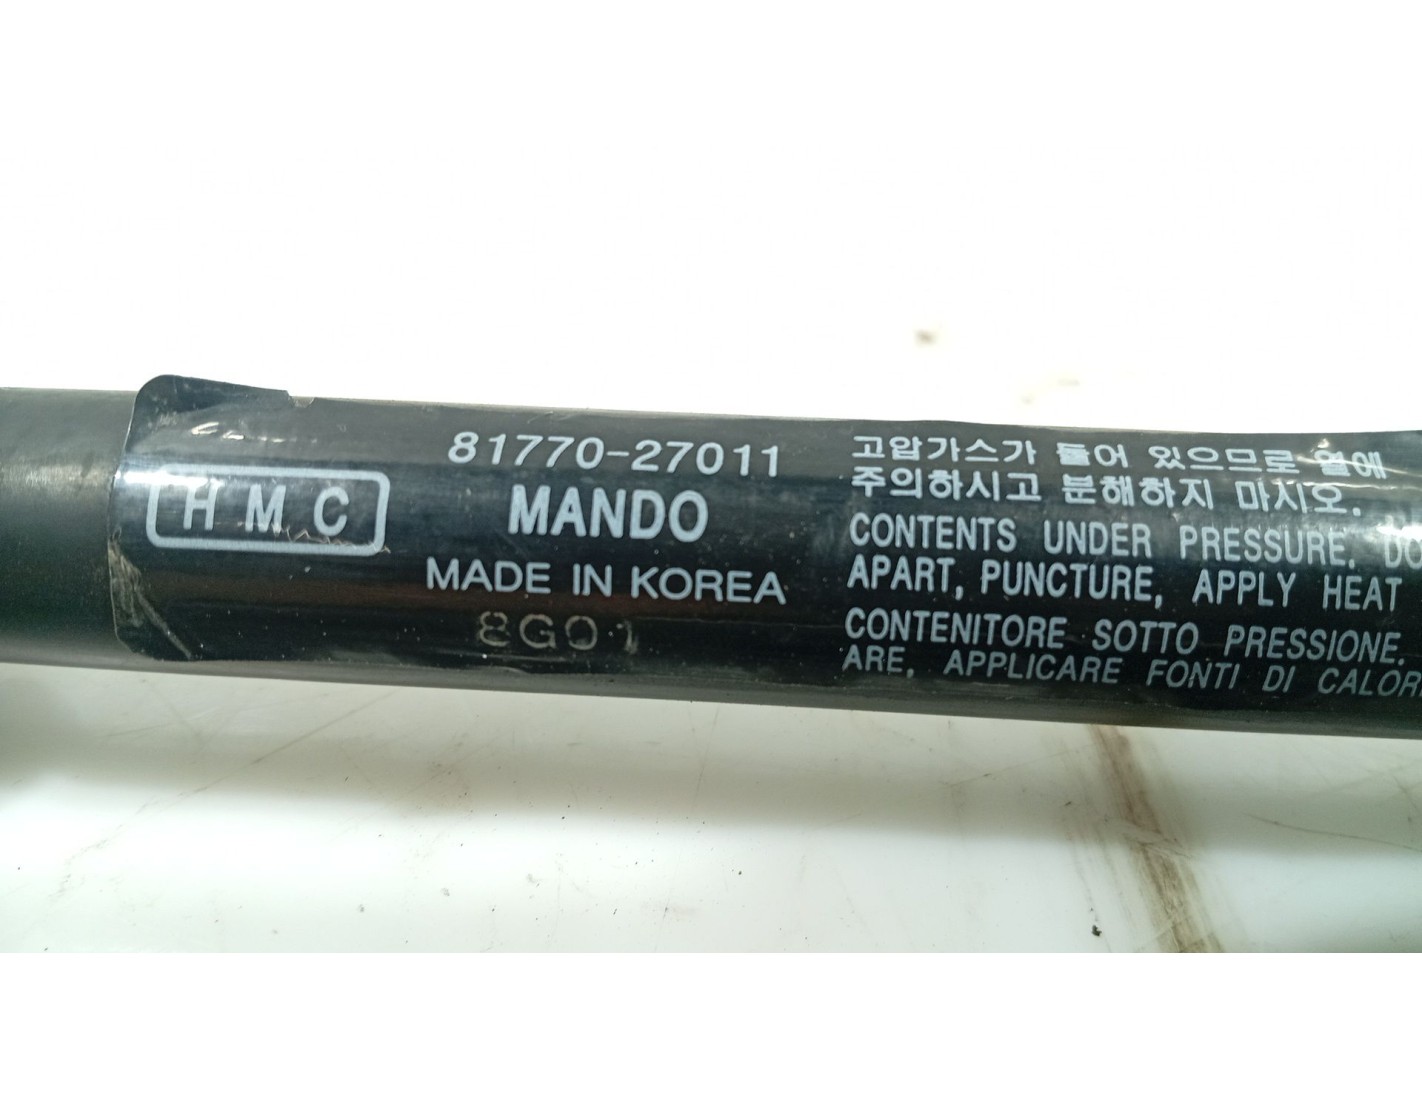 H M C
81770-27011
MANDO
MADE IN KOREA
8G01
고압가스가 들어 있으므로 열에
주의하시고 분해하지 마시오.
CONTENTS UNDER PRESSURE. DO
APART, PUNCTURE, APPLY HEAT
CONTENITORE SOTTO PRESSIONE.
ARE, APPLICARE FONTI DI CALOR